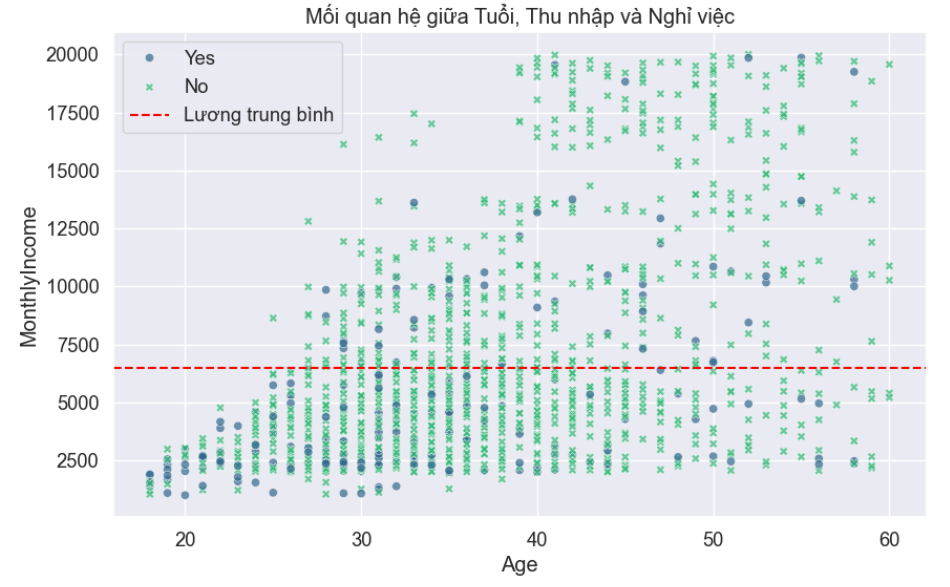 Mối quan hệ giữa Tuổi, Thu nhập và Nghỉ việc
Yes
No
Lương trung bình
MonthlyIncome
20000
17500
15000
12500
10000
7500
5000
2500
20
30
40
50
60
Age